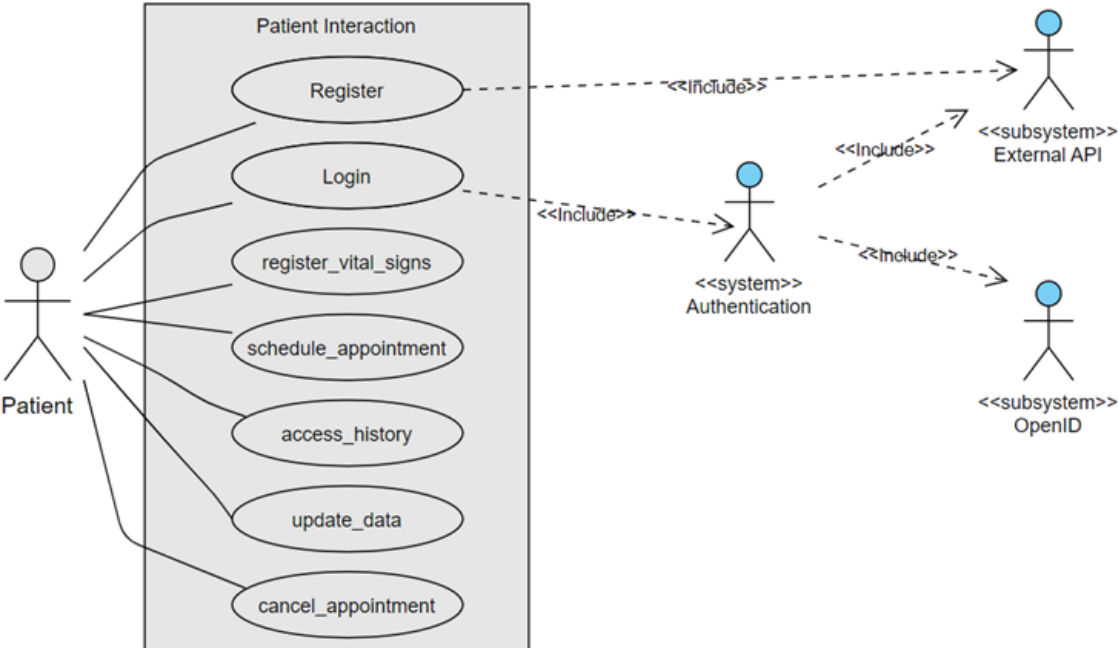 Patient Interaction
Register
<<Include>>
<<subsystem>>
External API
<<Include>>
Login
<<Include>>
<<system>>
Authentication
<<Include>>
register_vital_signs
schedule_appointment
Patient
<<subsystem>>
OpenID
access_history
update_data
cancel_appointment